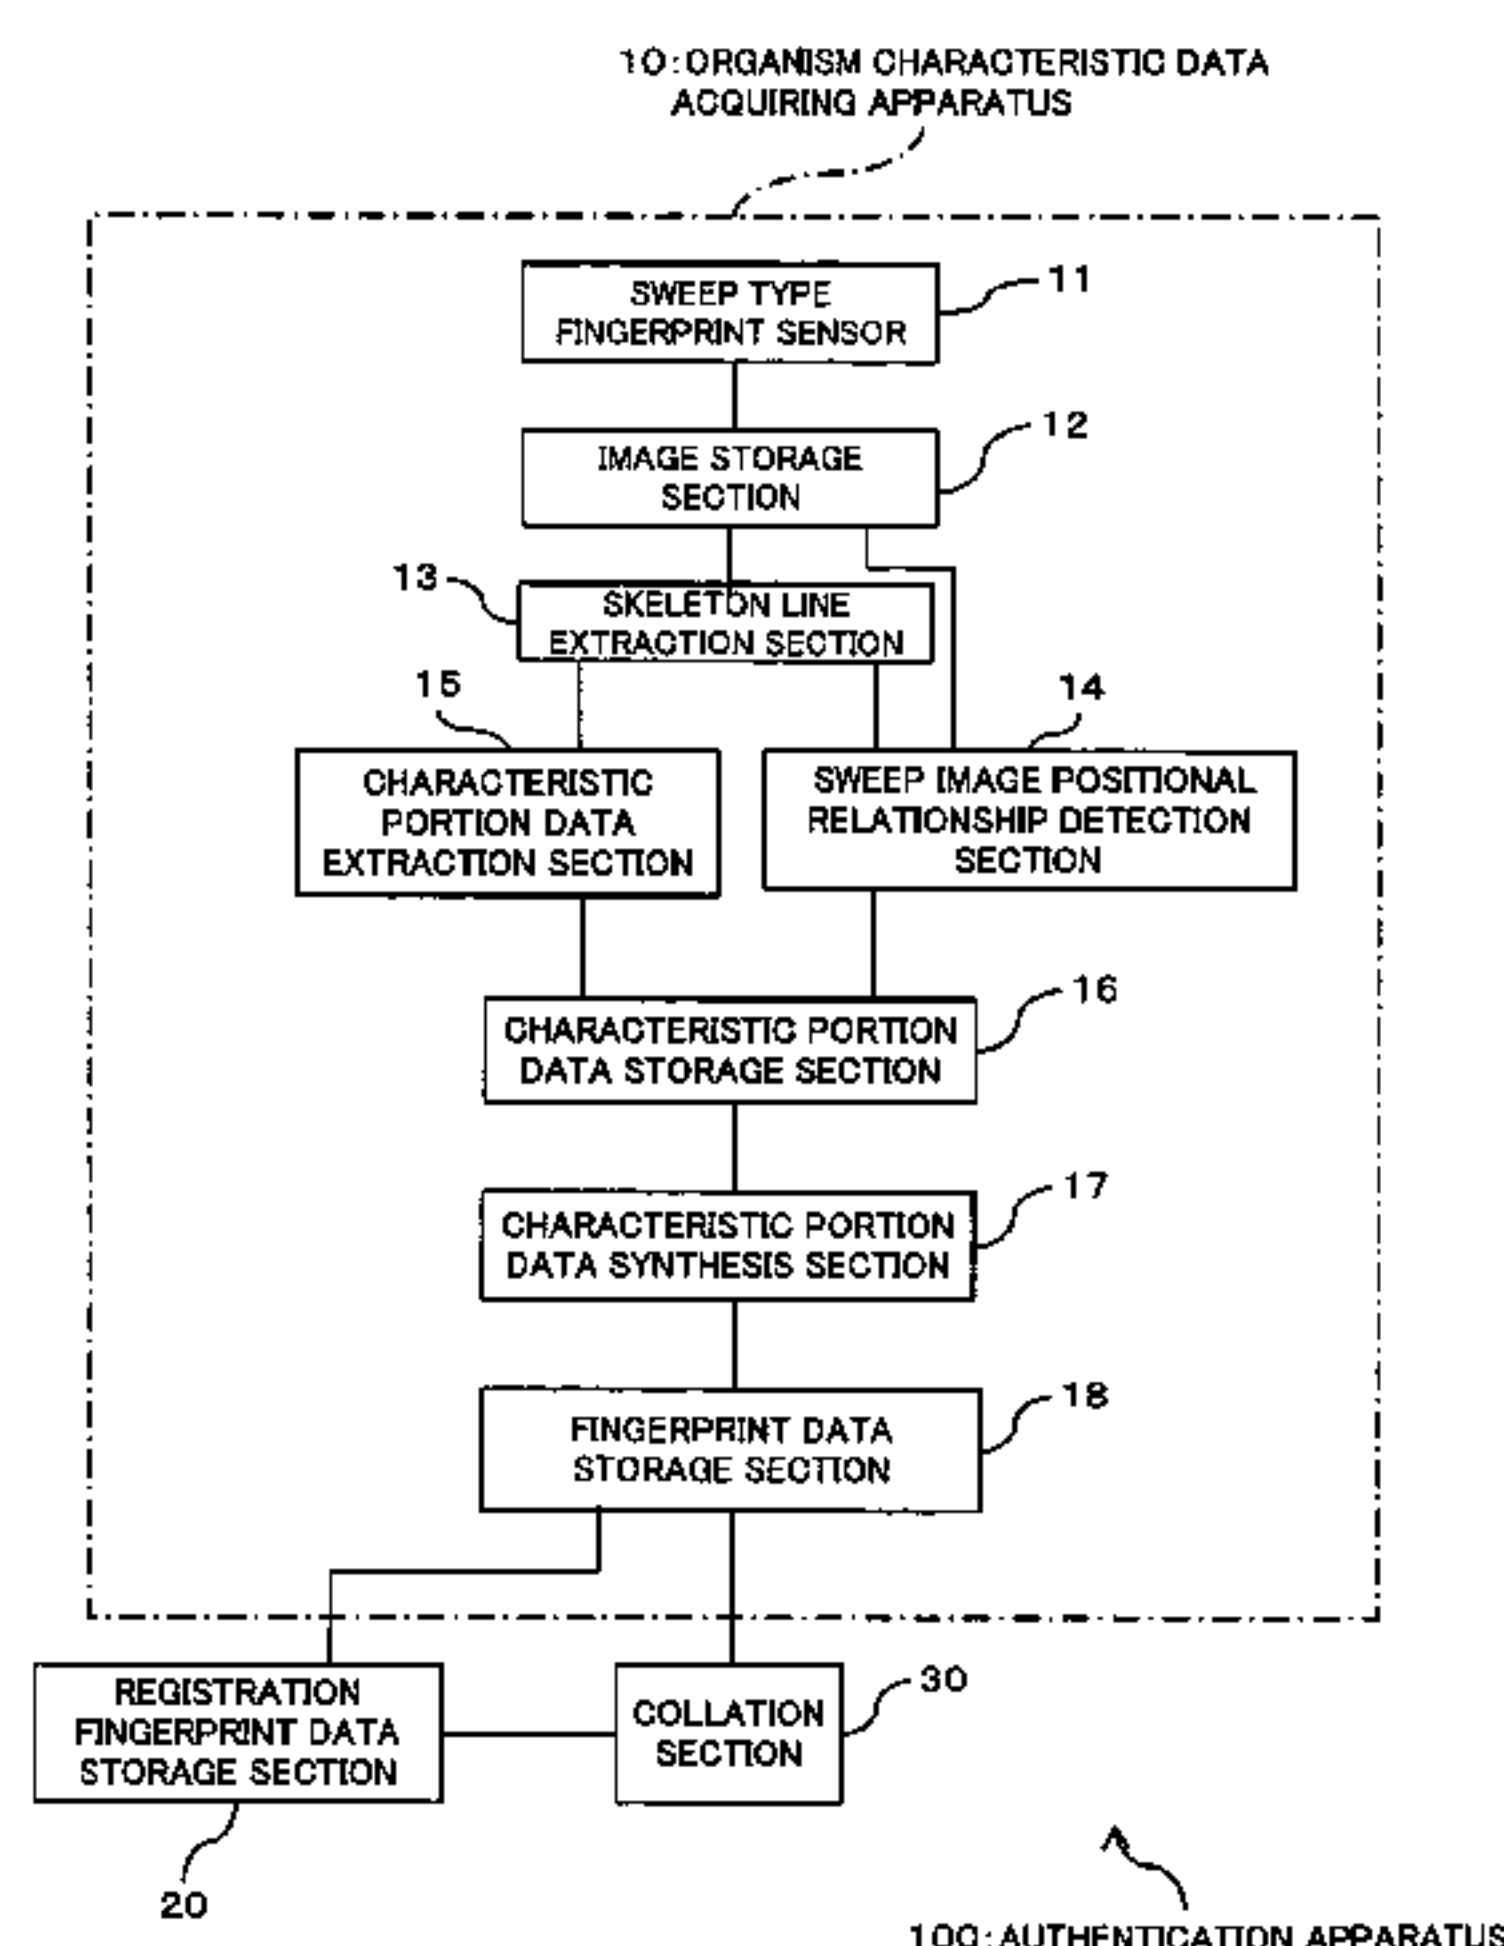 10:ORGANISM CHARACTERISTIC DATA
ACQUIRING APPARATUS
11
SWEEP TYPE
FINGERPRINT SENSOR
12
IMAGE STORAGE
SECTION
13
SKELETON LINE
EXTRACTION SECTION
15
14
CHARACTERISTIC
PORTION DATA
EXTRACTION SECTION
SWEEP IMAGE POSITIONAL
RELATIONSHIP DETECTION
SECTION
16
CHARACTERISTIC PORTION
DATA STORAGE SECTION
17
CHARACTERISTIC PORTION
DATA SYNTHESIS SECTION
18
FINGERPRINT DATA
STORAGE SECTION
REGISTRATION
FINGERPRINT DATA
STORAGE SECTION
30
COLLATION
SECTION
20
100:AUTHENTICATION APPARATUS